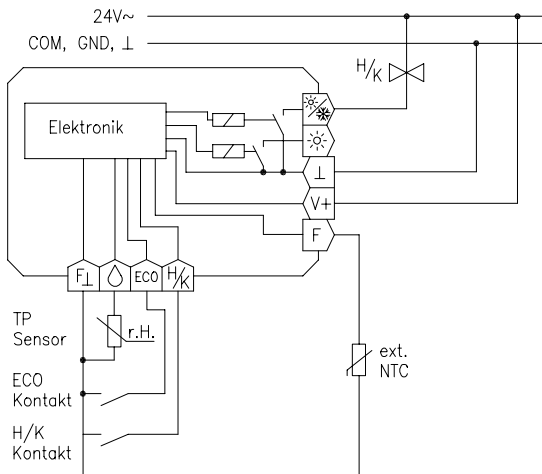 24V~
COM, GND, ⊥
H/K
Elektronik
⊥
V+
F
F⊥
ECO
H/K
TP
Sensor
r.H.
ECO
Kontakt
H/K
Kontakt
ext.
NTC